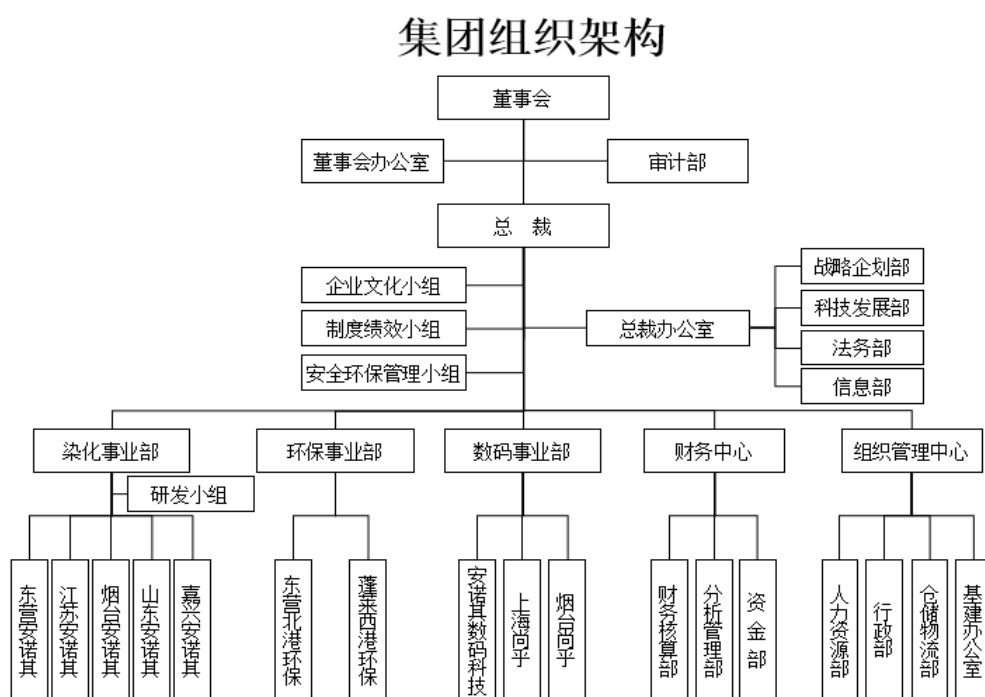 集团组织架构
董事会
董事会办公室
审计部
总 裁
企业文化小组
制度绩效小组
安全环保管理小组
总裁办公室
战略企划部
科技发展部
法务部
信息部
染化事业部
环保事业部
数码事业部
财务中心
组织管理中心
研发小组
东营安诺其
江苏安诺其
烟台安诺其
山东安诺其
嘉兴安诺其
东营北港环保
蓬莱西港环保
安诺其数码科技
上海尚乎
烟台尚乎
财务核算部
分析管理部
资金部
人力资源部
行政部
仓储物流部
基建办公室